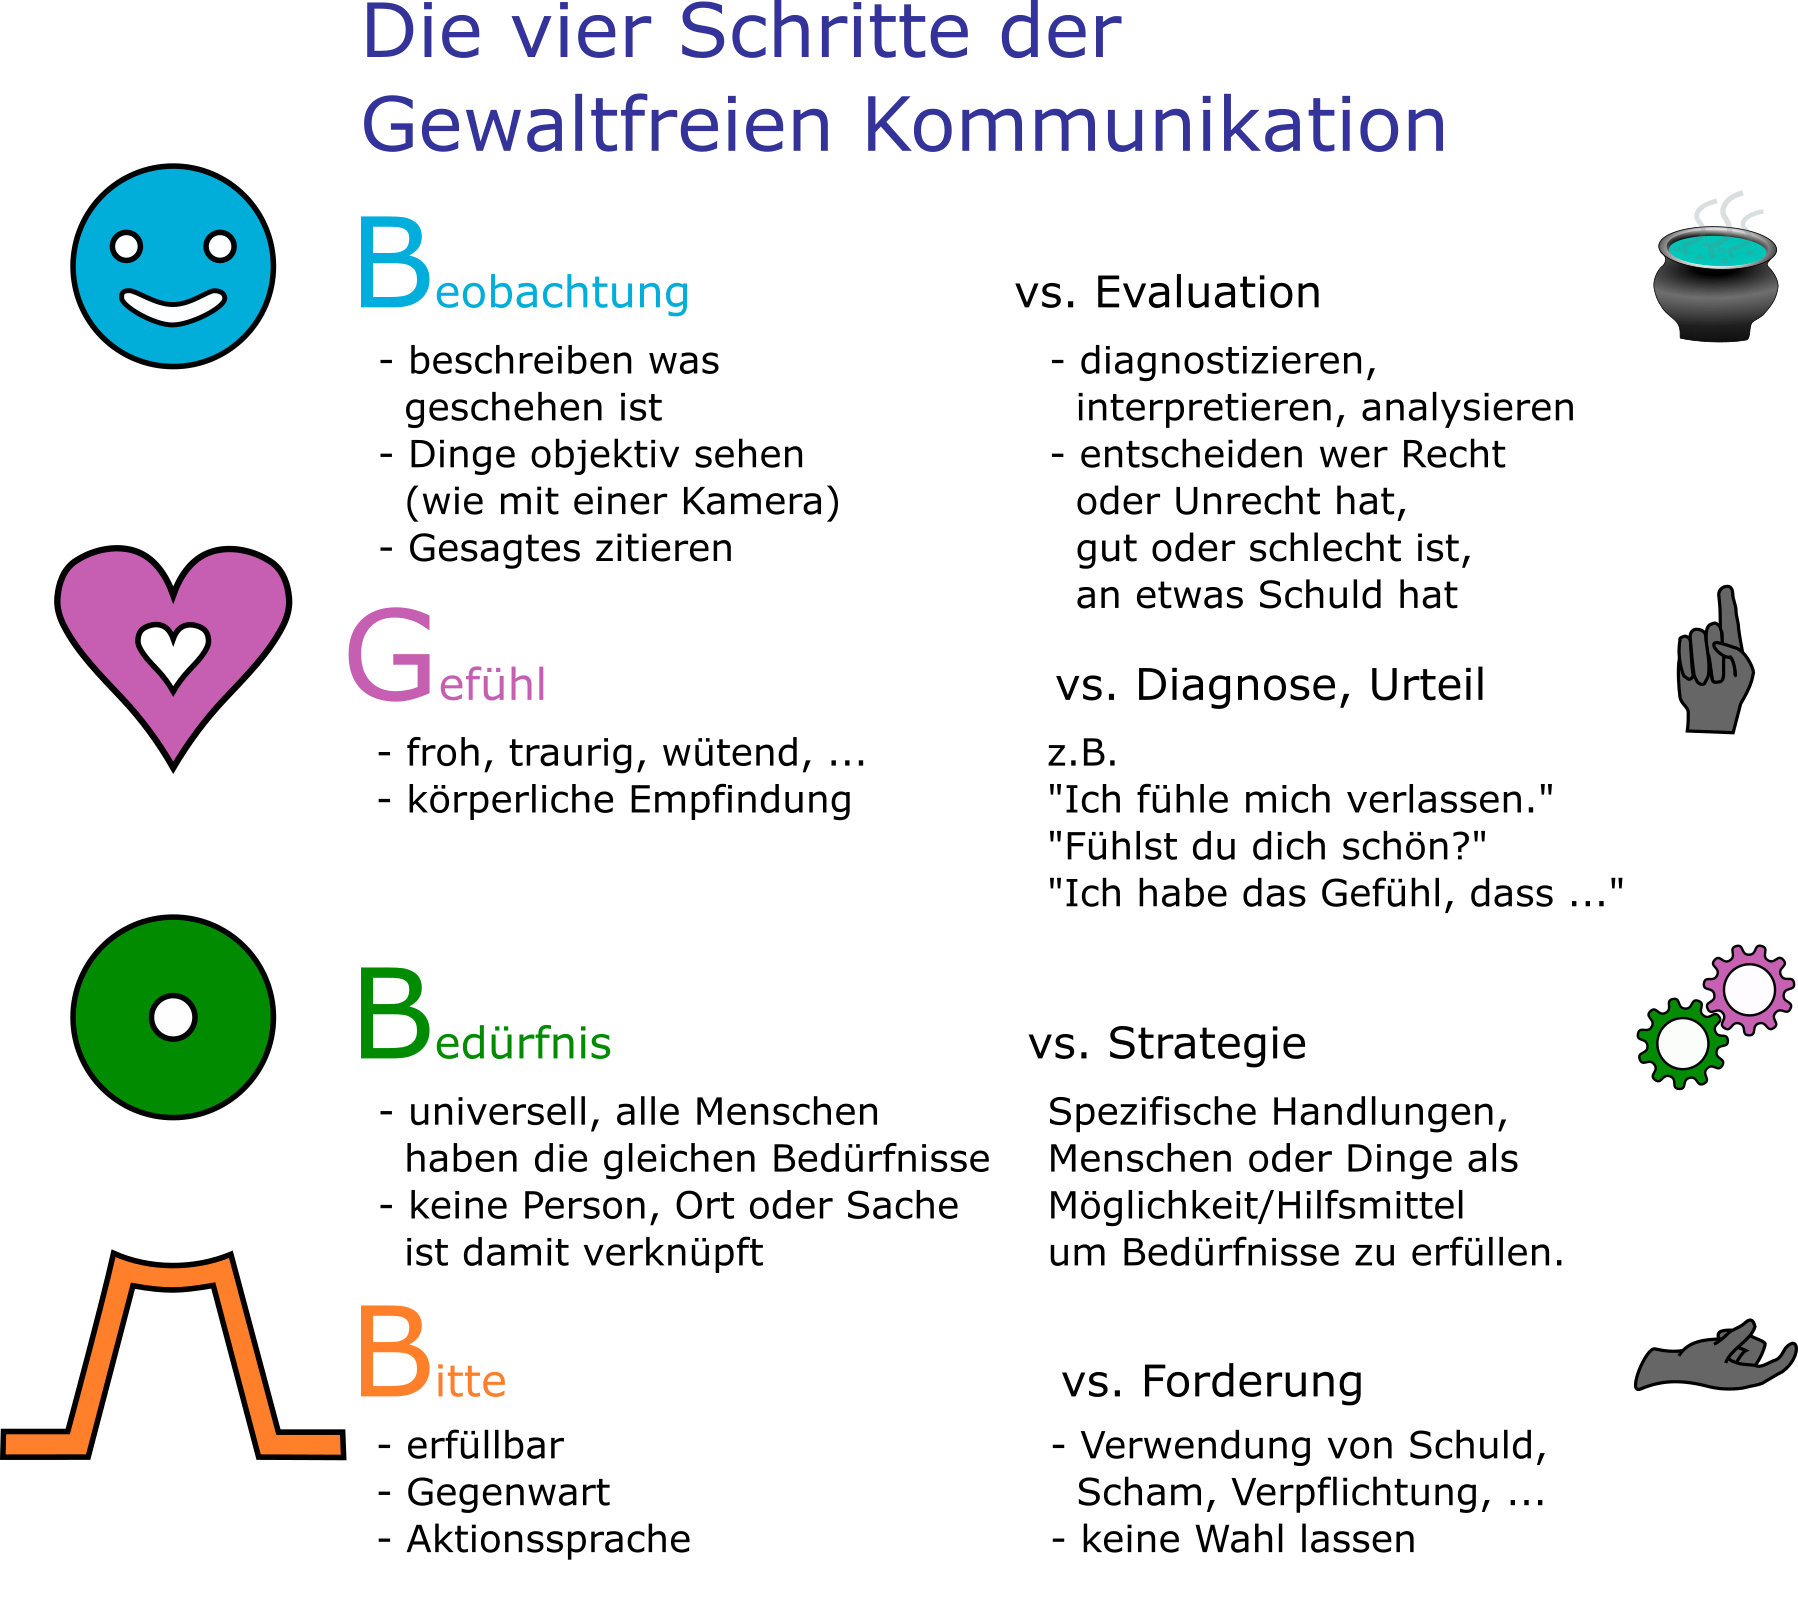 Die vier Schritte der
Gewaltfreien Kommunikation
Beobachtung
- beschreiben was
geschehen ist
- Dinge objektiv sehen
(wie mit einer Kamera)
- Gesagtes zitieren
vs. Evaluation
- diagnostizieren,
interpretieren, analysieren
- entscheiden wer Recht
oder Unrecht hat,
gut oder schlecht ist,
an etwas Schuld hat
Gefühl
- froh, traurig, wütend, ...
- körperliche Empfindung
vs. Diagnose, Urteil
z.B.
"Ich fühle mich verlassen."
"Fühlst du dich schön?"
"Ich habe das Gefühl, dass ..."
Bedürfnis
- universell, alle Menschen
haben die gleichen Bedürfnisse
- keine Person, Ort oder Sache
ist damit verknüpft
vs. Strategie
Spezifische Handlungen,
Menschen oder Dinge als
Möglichkeit/Hilfsmittel
um Bedürfnisse zu erfüllen.
Bitte
- erfüllbar
- Gegenwart
- Aktionssprache
vs. Forderung
- Verwendung von Schuld,
Scham, Verpflichtung, ...
- keine Wahl lassen